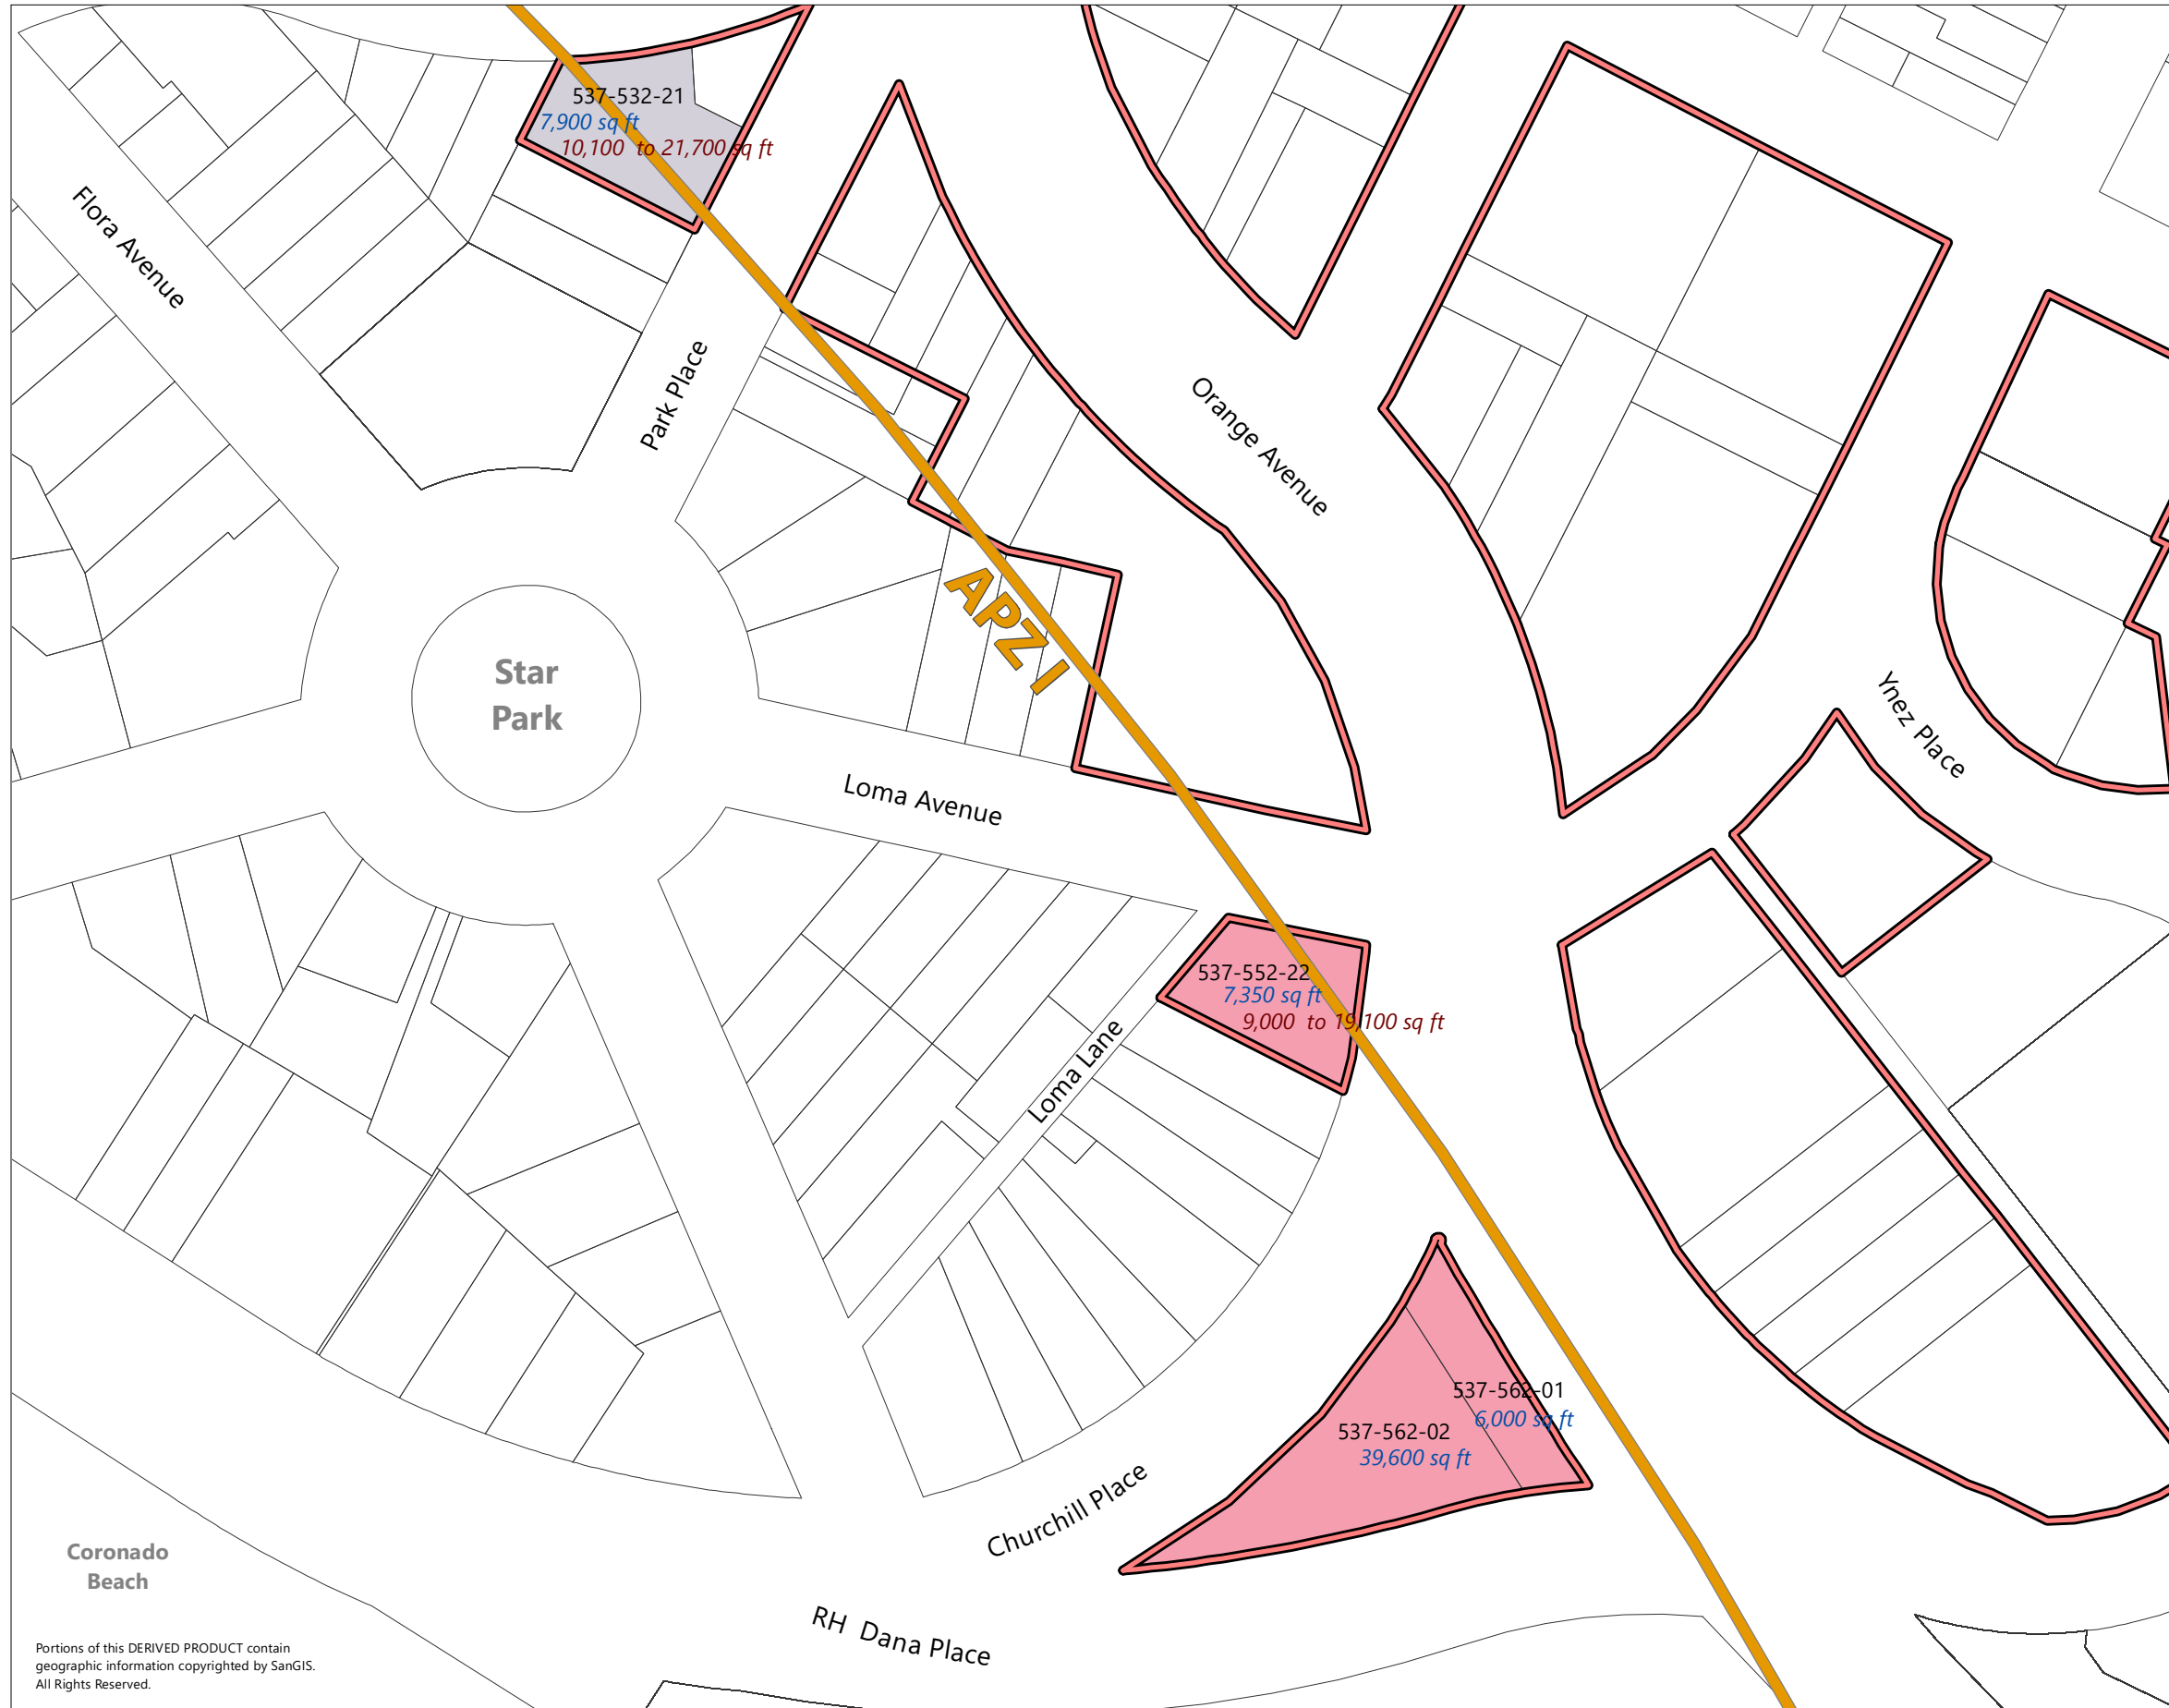 537-532-21
7,900 sq ft
10,100 to 21,700 sq ft
Flora Avenue
Park Place
Orange Avenue
APZ I
Star
Park
Ynez Place
Loma Avenue
537-552-22
7,350 sq ft
9,000 to 19,100 sq ft
Loma Lane
537-562-01
6,000 sq ft
537-562-02
39,600 sq ft
Churchill Place
Coronado
Beach
RH Dana Place
Portions of this DERIVED PRODUCT contain
geographic information copyrighted by SanGIS.
All Rights Reserved.